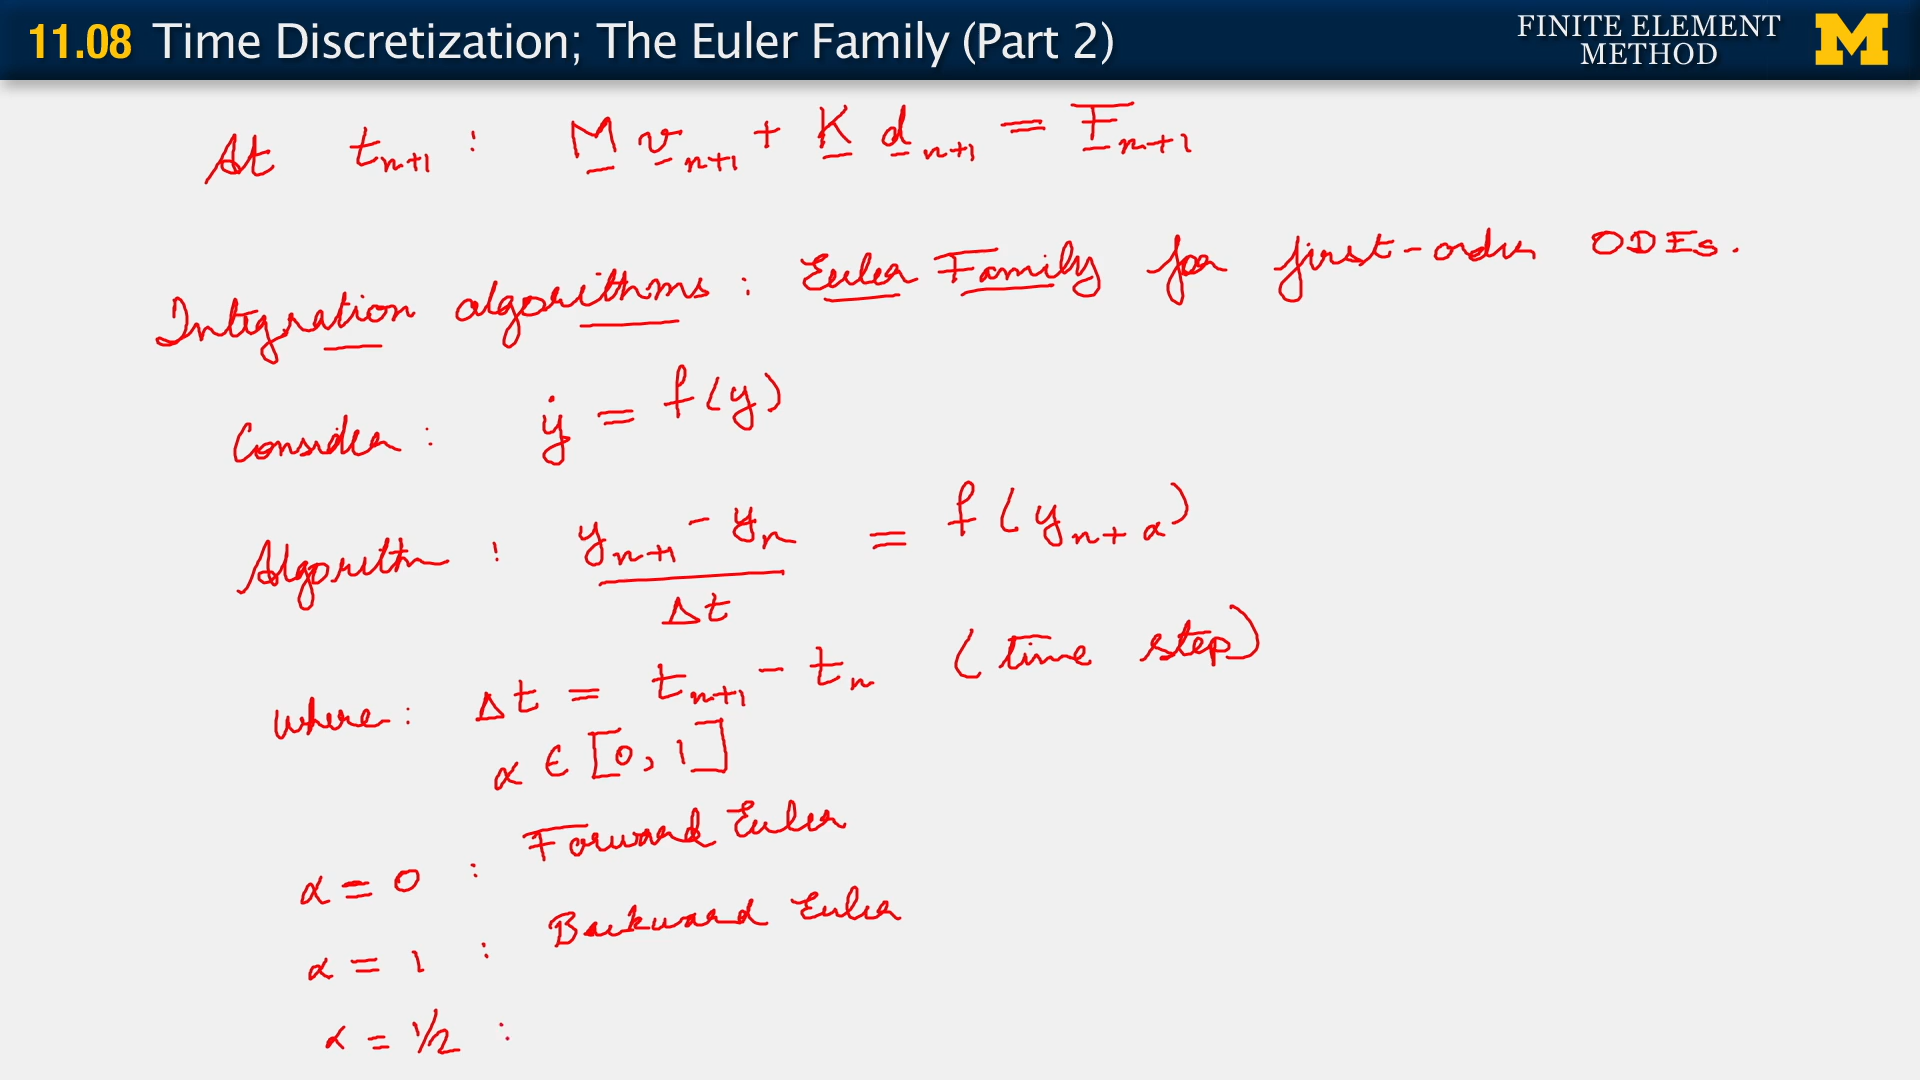 11.08 Time Discretization; The Euler Family (Part 2)
FINITE ELEMENT
METHOD
M
At t_{n+1} : M v_{n+1} + K d_{n+1} = F_{n+1}
Integration algorithms : Euler Family for first-order ODEs.
Consider : ẏ = f(y)
Algorithm : (y_{n+1} - y_n)/Δt = f(y_{n+α})
where : Δt = t_{n+1} - t_n (time step)
α ∈ [0, 1]
α = 0 : Forward Euler
α = 1 : Backward Euler
α = 1/2 :